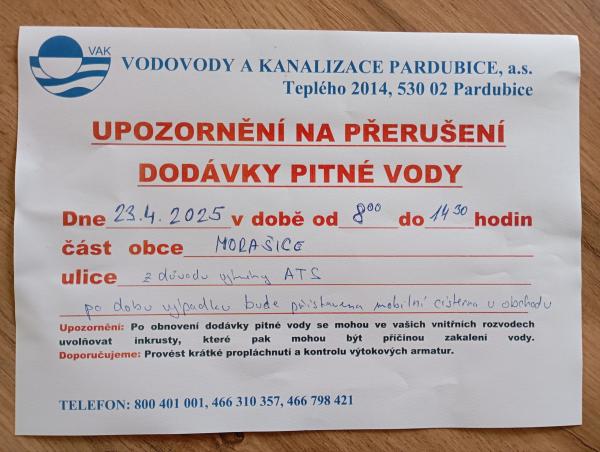 VAK
VODOVODY A KANALIZACE PARDUBICE, a.s.
Teplého 2014, 530 02 Pardubice
UPOZORNĚNÍ NA PŘERUŠENÍ
DODÁVKY PITNÉ VODY
Dne 23.4.2025 v době od 8⁰⁰ do 14³⁰ hodin
část obce MORAŠICE
ulice z důvodu výměny ATS
po dobu výpadku bude přistavena mobilní cisterna u obchodu
Upozornění: Po obnovení dodávky pitné vody se mohou ve vašich vnitřních rozvodech
uvolňovat inkrusty, které pak mohou být příčinou zakalení vody.
Doporučujeme: Provést krátké propláchnutí a kontrolu výtokových armatur.
TELEFON: 800 401 001, 466 310 357, 466 798 421